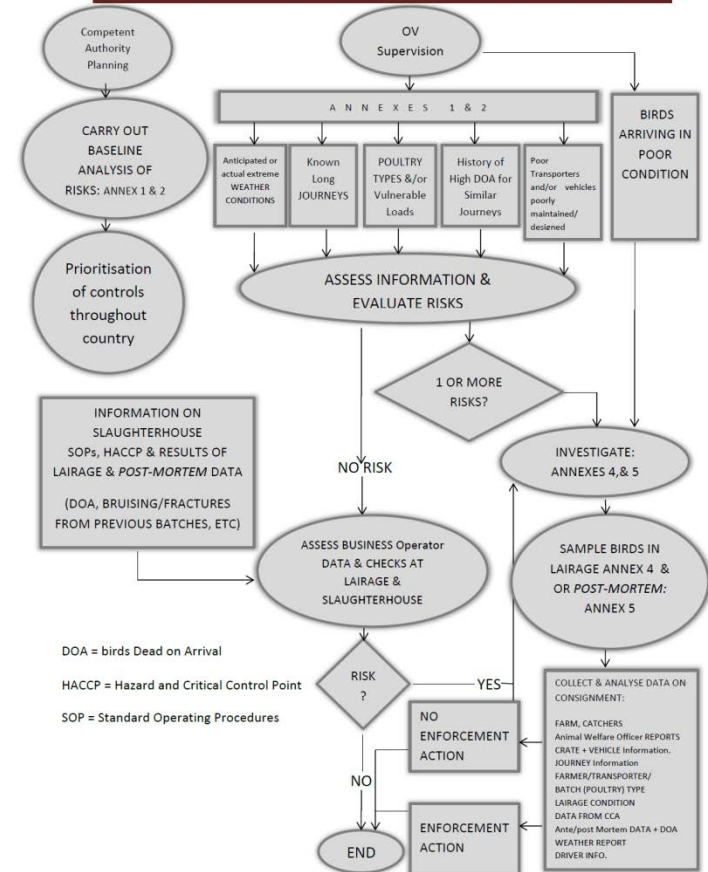 Competent
Authority
Planning
OV
Supervision
CARRY OUT
BASELINE
ANALYSIS OF
RISKS: ANNEX 1 & 2
Prioritisation
of controls
throughout
country
ANNEXES 1 & 2
Anticipated or
actual extreme
WEATHER
CONDITIONS
Known
Long
JOURNEYS
POULTRY
TYPES &/or
Vulnerable
Loads
History of
High DOA for
Similar
Journeys
Poor
Transporters
and/or vehicles
poorly
maintained/
designed
BIRDS
ARRIVING IN
POOR
CONDITION
ASSESS INFORMATION &
EVALUATE RISKS
1 OR MORE
RISKS?
INFORMATION ON
SLAUGHTERHOUSE
SOPs, HACCP & RESULTS OF
LAIRAGE & POST-MORTEM DATA
(DOA, BRUISING/FRACTURES
FROM PREVIOUS BATCHES, ETC)
NO RISK
INVESTIGATE:
ANNEXES 4,& 5
ASSESS BUSINESS Operator
DATA & CHECKS AT
LAIRAGE &
SLAUGHTERHOUSE
SAMPLE BIRDS IN
LAIRAGE ANNEX 4 &
OR POST-MORTEM:
ANNEX 5
DOA = birds Dead on Arrival
HACCP = Hazard and Critical Control Point
SOP = Standard Operating Procedures
RISK
?
YES
NO
NO
ENFORCEMENT
ACTION
ENFORCEMENT
ACTION
END
COLLECT & ANALYSE DATA ON
CONSIGNMENT:
FARM, CATCHERS
Animal Welfare Officer REPORTS
CRATE + VEHICLE Information.
JOURNEY Information
FARMER/TRANSPORTER/
BATCH (POULTRY) TYPE
LAIRAGE CONDITION
DATA FROM CCA
Ante/post Mortem DATA + DOA
WEATHER REPORT
DRIVER INFO.